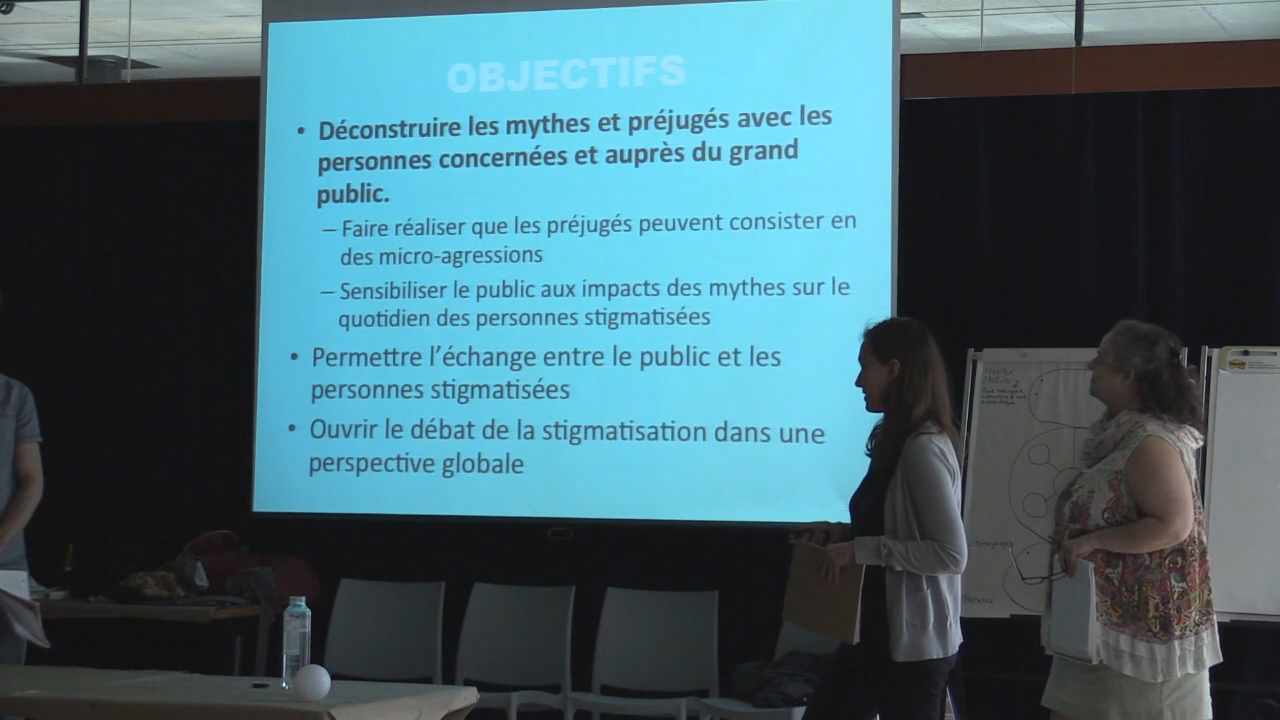 OBJECTIFS
• Déconstruire les mythes et préjugés avec les
personnes concernées et auprès du grand
public.
– Faire réaliser que les préjugés peuvent consister en
des micro-agressions
– Sensibiliser le public aux impacts des mythes sur le
quotidien des personnes stigmatisées
• Permettre l’échange entre le public et les
personnes stigmatisées
• Ouvrir le débat de la stigmatisation dans une
perspective globale